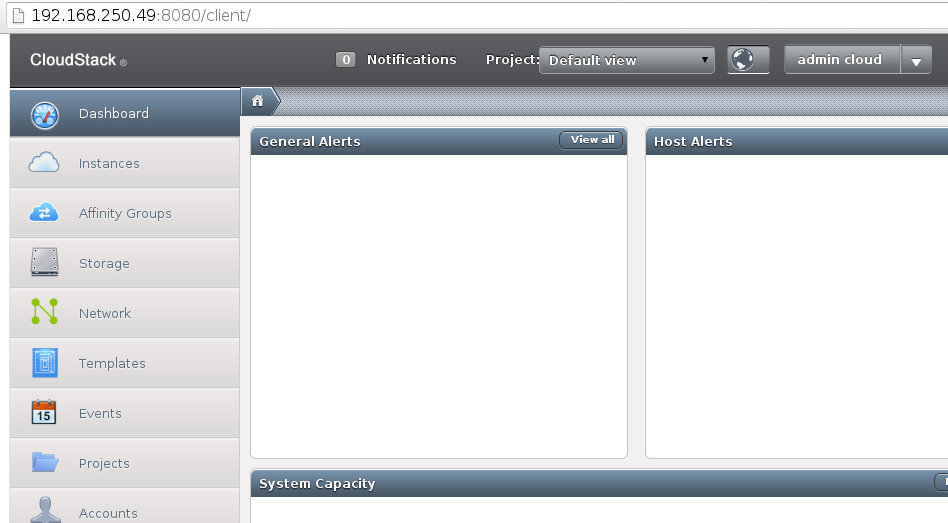 192.168.250.49:8080/client/
CloudStack ®
0 Notifications Project: Default view admin cloud
Dashboard
Instances
Affinity Groups
Storage
Network
Templates
15
Events
Projects
Accounts
General Alerts View all
Host Alerts
System Capacity